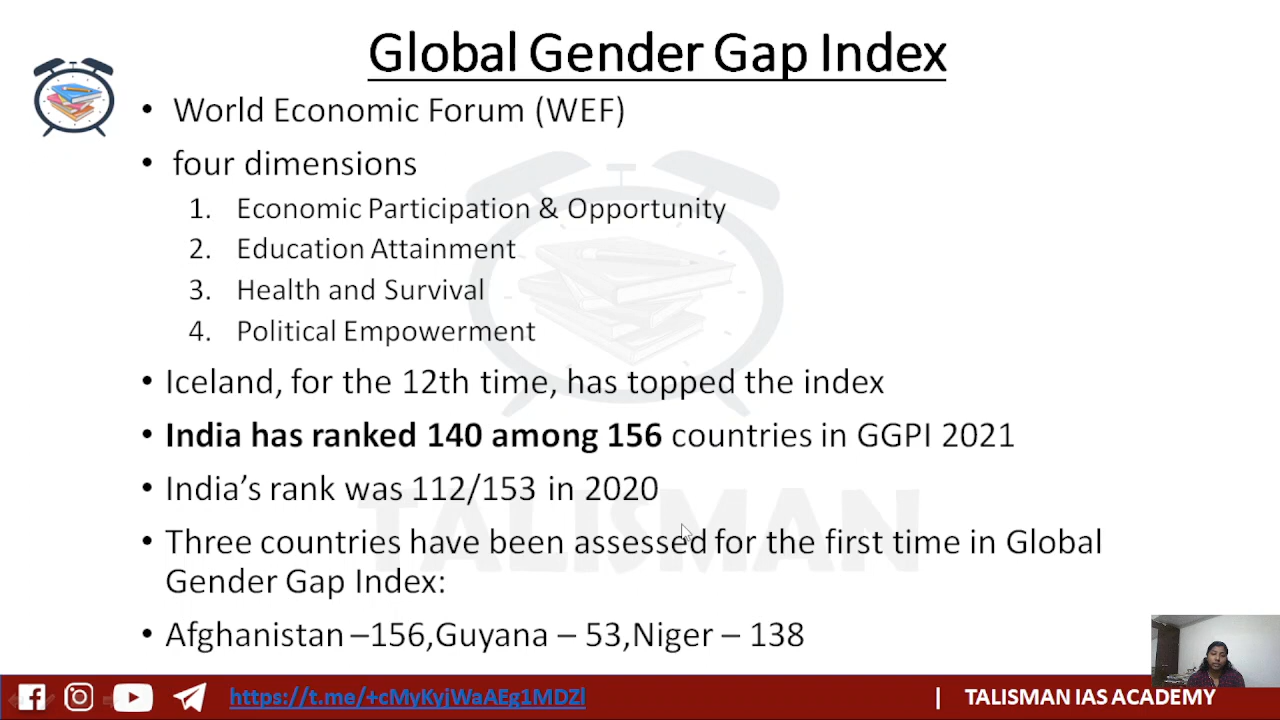 Global Gender Gap Index
• World Economic Forum (WEF)
• four dimensions
1. Economic Participation & Opportunity
2. Education Attainment
3. Health and Survival
4. Political Empowerment
• Iceland, for the 12th time, has topped the index
• India has ranked 140 among 156 countries in GGPI 2021
• India’s rank was 112/153 in 2020
• Three countries have been assessed for the first time in Global
Gender Gap Index:
• Afghanistan –156,Guyana – 53,Niger – 138
TALISMAN
https://t.me/+cMyKyjWaAEg1MDZl
| TALISMAN IAS ACADEMY